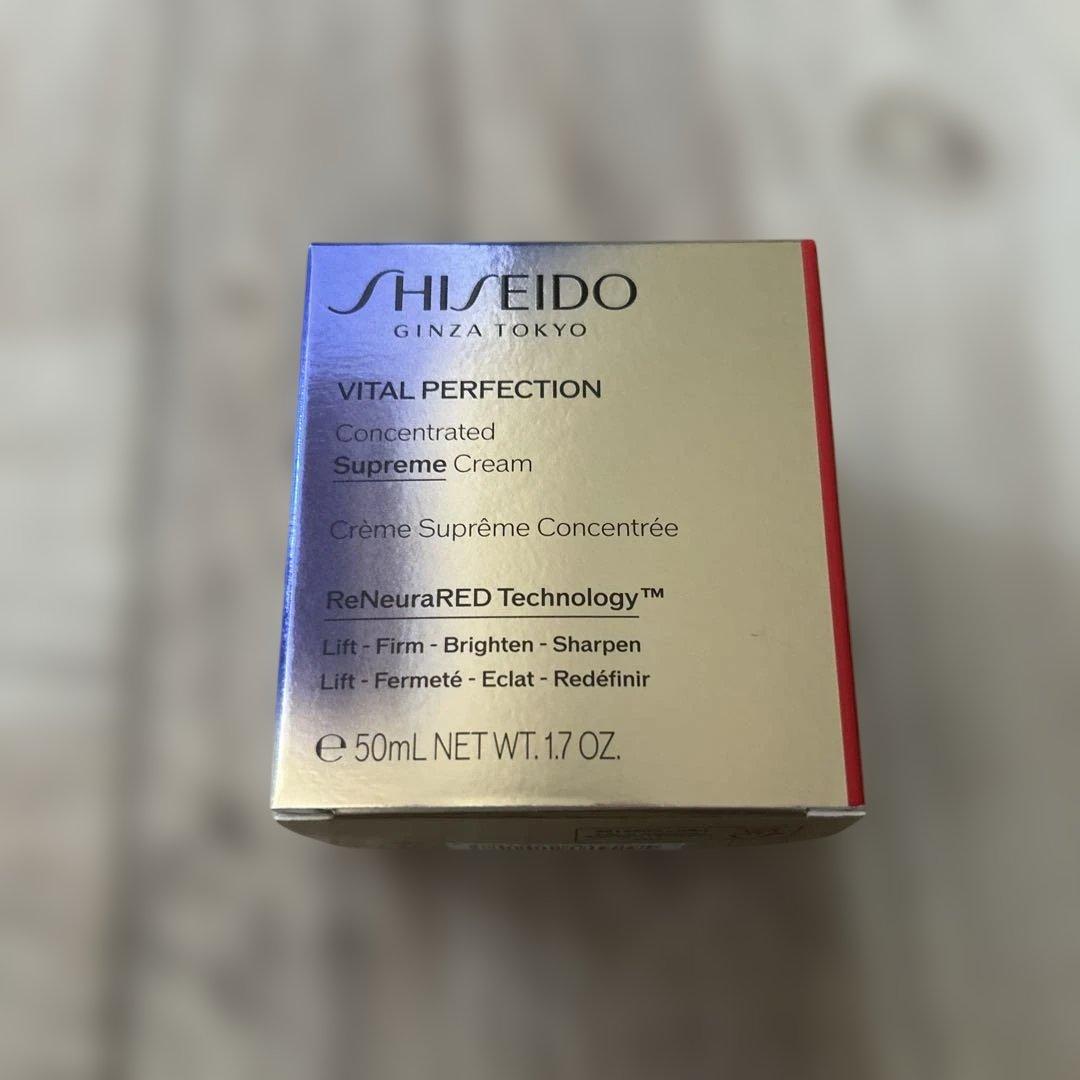 SHISEIDO
GINZA TOKYO
VITAL PERFECTION
Concentrated
Supreme Cream
Crème Suprême Concentrée
ReNeuraRED Technology™
Lift - Firm - Brighten - Sharpen
Lift - Fermeté - Eclat - Redéfinir
℮ 50mL NET WT. 1.7 OZ.